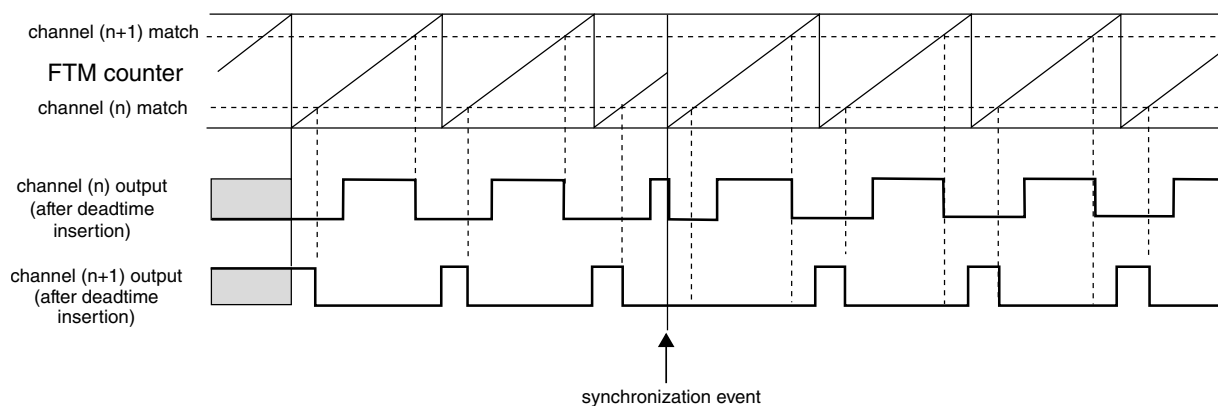 channel (n+1) match
FTM counter
channel (n) match
channel (n) output
(after deadtime
insertion)
channel (n+1) output
(after deadtime
insertion)
synchronization event